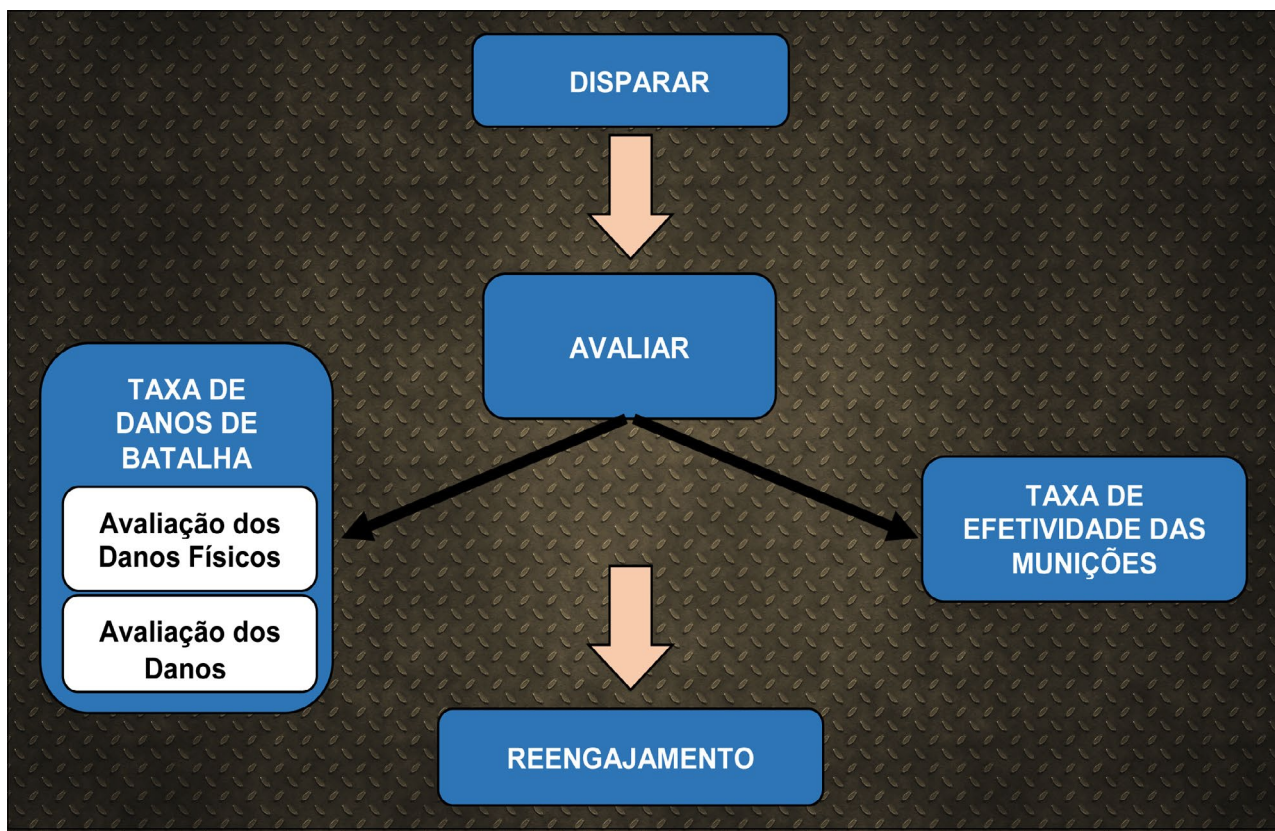 DISPARAR
AVALIAR
TAXA DE
DANOS DE
BATALHA
Avaliação dos
Danos Físicos
Avaliação dos
Danos
TAXA DE
EFETIVIDADE DAS
MUNIÇÕES
REENGAJAMENTO